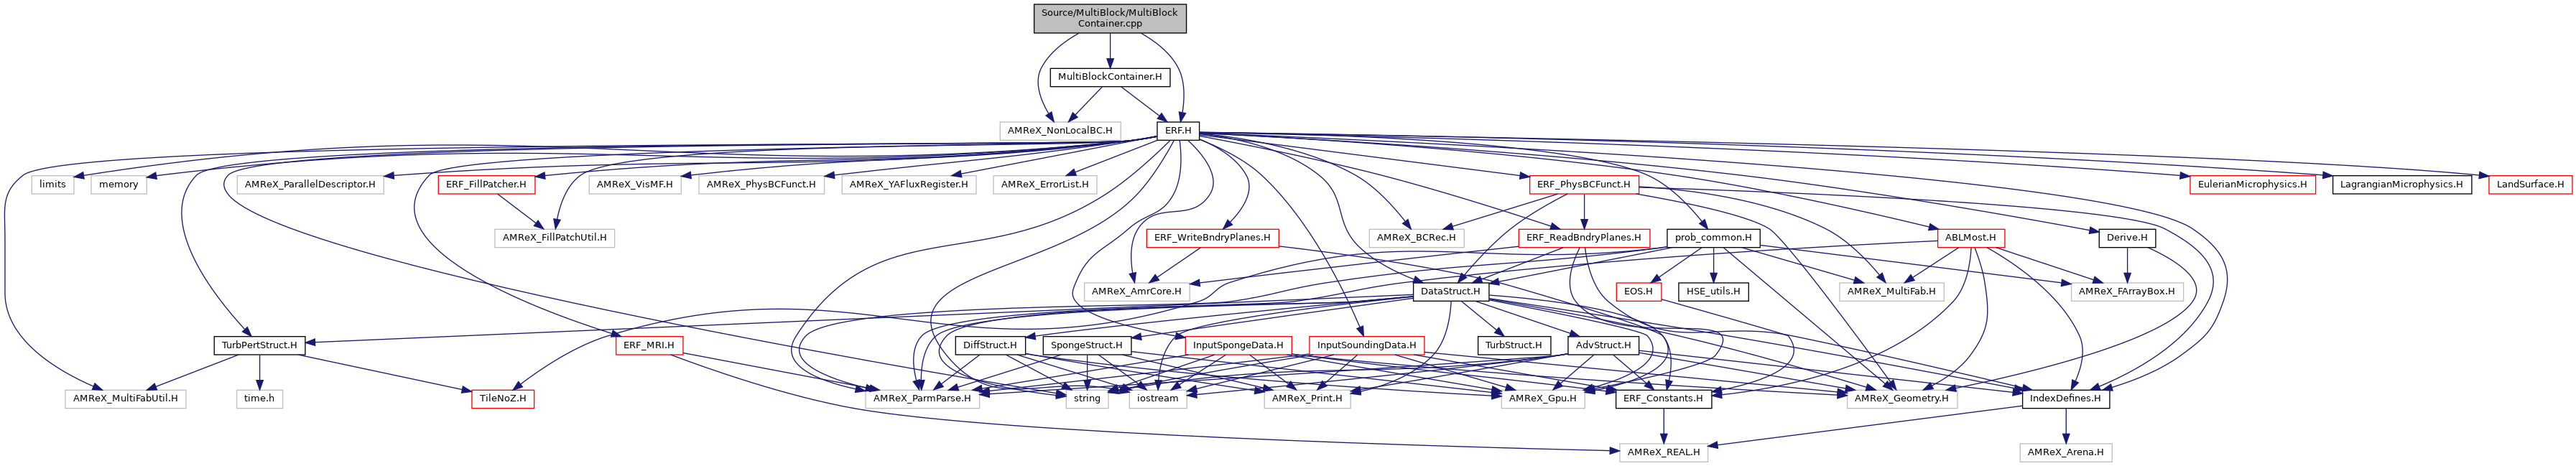 Source/MultiBlock/MultiBlock
Container.cpp
MultiBlockContainer.H
AMReX_NonLocalBC.H
ERF.H
limits
memory
AMReX_ParallelDescriptor.H
ERF_FillPatcher.H
AMReX_VisMF.H
AMReX_PhysBCFunct.H
AMReX_YAFluxRegister.H
AMReX_ErrorList.H
ERF_PhysBCFunct.H
EulerianMicrophysics.H
LagrangianMicrophysics.H
LandSurface.H
AMReX_FillPatchUtil.H
ERF_WriteBndryPlanes.H
AMReX_BCRec.H
ERF_ReadBndryPlanes.H
prob_common.H
ABLMost.H
Derive.H
AMReX_AmrCore.H
DataStruct.H
EOS.H
HSE_utils.H
AMReX_MultiFab.H
AMReX_FArrayBox.H
TurbPertStruct.H
ERF_MRI.H
DiffStruct.H
SpongeStruct.H
InputSpongeData.H
InputSoundingData.H
TurbStruct.H
AdvStruct.H
AMReX_MultiFabUtil.H
time.h
TileNoZ.H
AMReX_ParmParse.H
string
iostream
AMReX_Print.H
AMReX_Gpu.H
ERF_Constants.H
AMReX_Geometry.H
IndexDefines.H
AMReX_REAL.H
AMReX_Arena.H